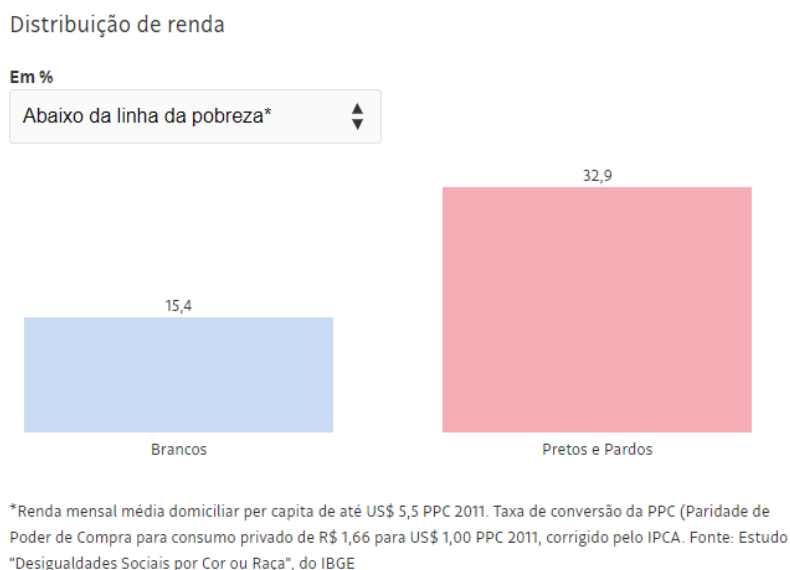 Distribuição de renda
Em %
Abaixo da linha da pobreza*
32,9
15,4
Brancos
Pretos e Pardos
*Renda mensal média domiciliar per capita de até US$ 5,5 PPC 2011. Taxa de conversão da PPC (Paridade de
Poder de Compra para consumo privado de R$ 1,66 para US$ 1,00 PPC 2011, corrigido pelo IPCA. Fonte: Estudo
"Desigualdades Sociais por Cor ou Raça", do IBGE